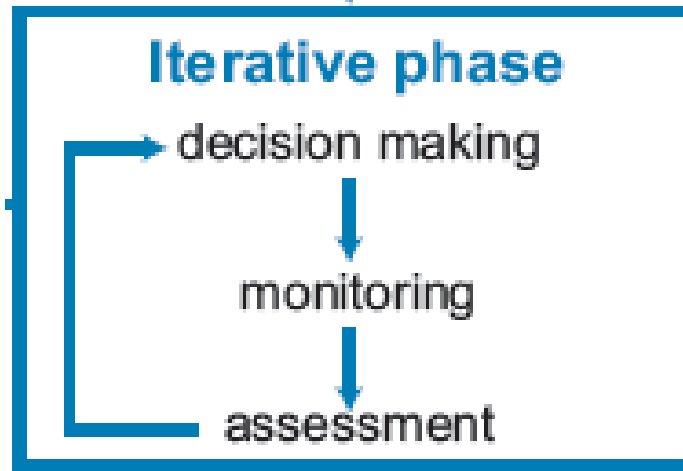 Iterative phase
decision making
monitoring
assessment